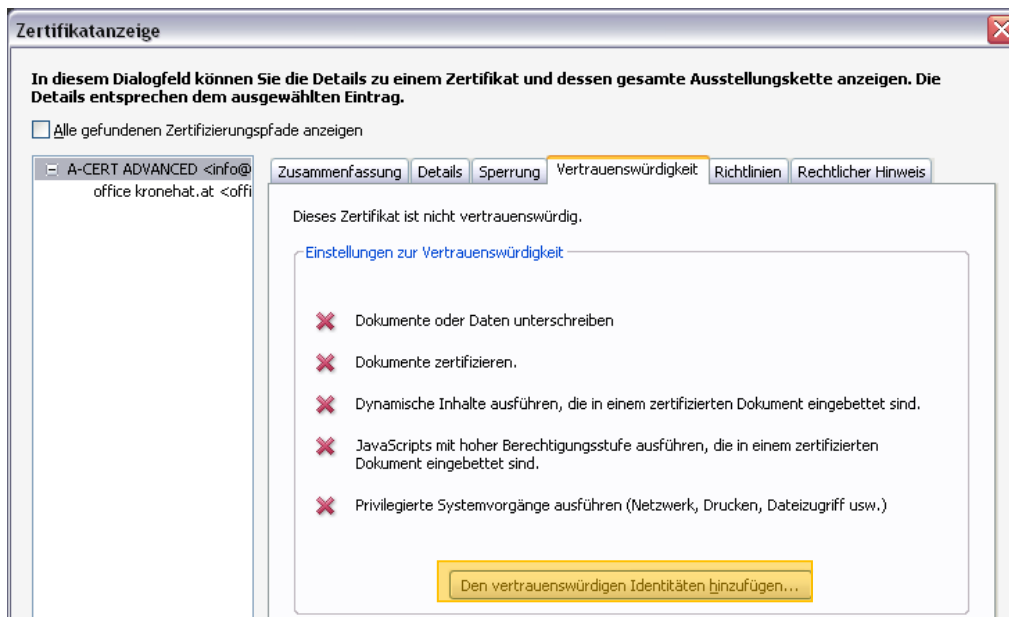 Zertifikatanzeige
In diesem Dialogfeld können Sie die Details zu einem Zertifikat und dessen gesamte Ausstellungskette anzeigen. Die
Details entsprechen dem ausgewählten Eintrag.
Alle gefundenen Zertifizierungspfade anzeigen
A-CERT ADVANCED <info@
office kronehat.at <offi
Zusammenfassung Details Sperrung Vertrauenswürdigkeit Richtlinien Rechtlicher Hinweis
Dieses Zertifikat ist nicht vertrauenswürdig.
Einstellungen zur Vertrauenswürdigkeit
Dokumente oder Daten unterschreiben
Dokumente zertifizieren.
Dynamische Inhalte ausführen, die in einem zertifizierten Dokument eingebettet sind.
JavaScripts mit hoher Berechtigungsstufe ausführen, die in einem zertifizierten
Dokument eingebettet sind.
Privilegierte Systemvorgänge ausführen (Netzwerk, Drucken, Dateizugriff usw.)
Den vertrauenswürdigen Identitäten hinzufügen...